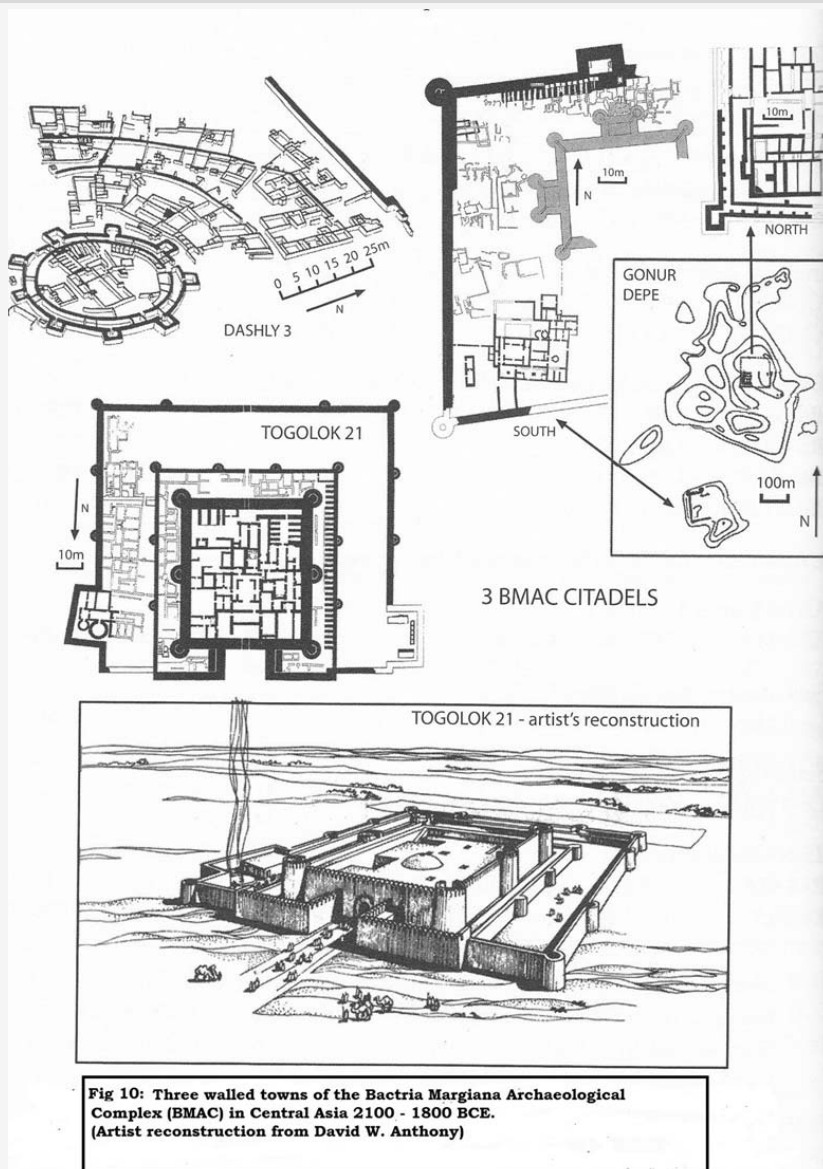 DASHLY 3
0 5 10 15 20 25m
N
10m
N
SOUTH
10m
NORTH
GONUR
DEPE
100m
N
TOGOLOK 21
N
10m
3 BMAC CITADELS
TOGOLOK 21 - artist's reconstruction
Fig 10: Three walled towns of the Bactria Margiana Archaeological
Complex (BMAC) in Central Asia 2100 - 1800 BCE.
(Artist reconstruction from David W. Anthony)